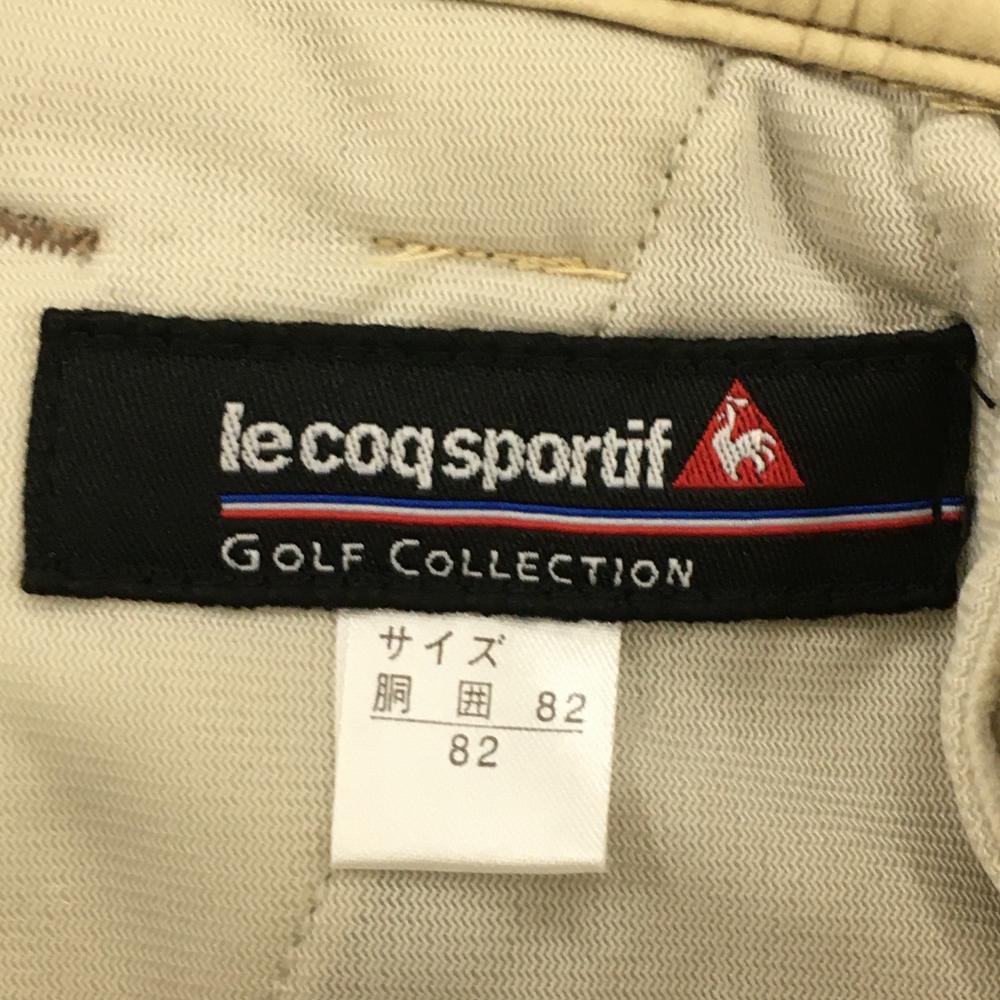 le coq sportif
GOLF COLLECTION
サイズ
胴 囲 82
82